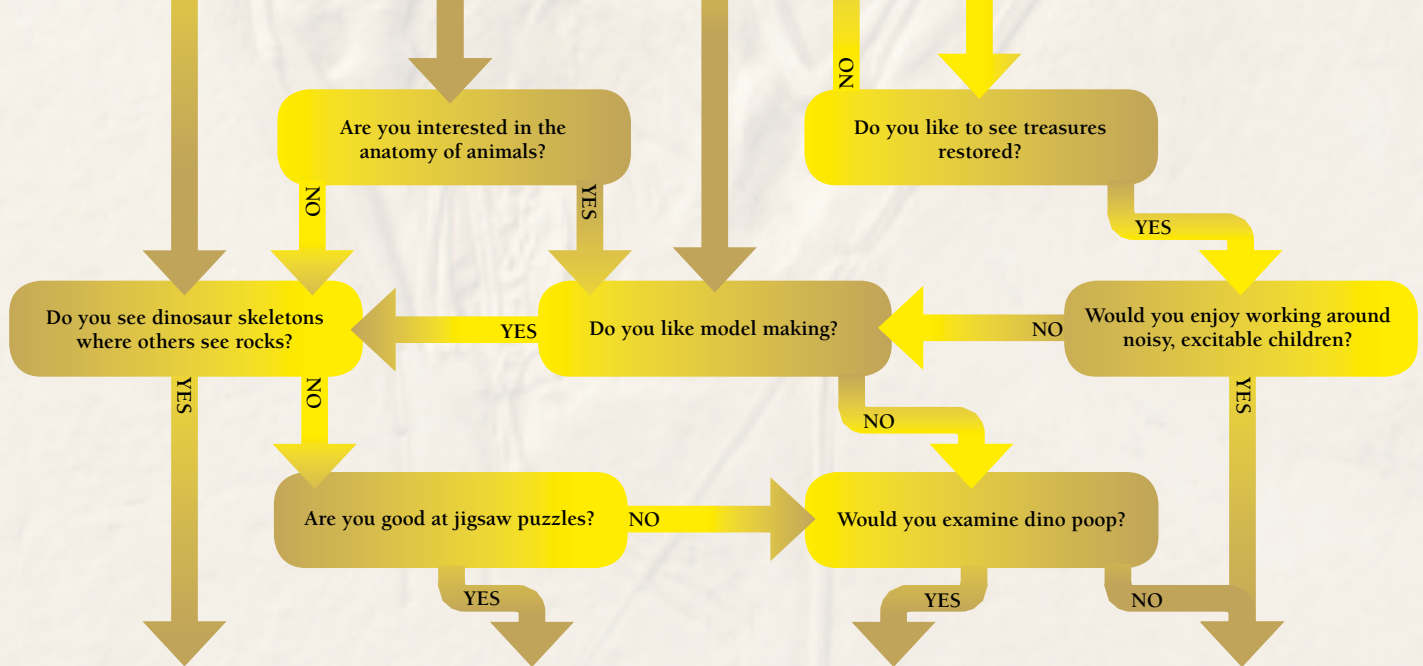 NO
Are you interested in the
anatomy of animals?
Do you like to see treasures
restored?
NO
YES
YES
Do you see dinosaur skeletons
where others see rocks?
YES
Do you like model making?
NO
Would you enjoy working around
noisy, excitable children?
YES
NO
YES
NO
Are you good at jigsaw puzzles?
NO
Would you examine dino poop?
YES
YES
NO